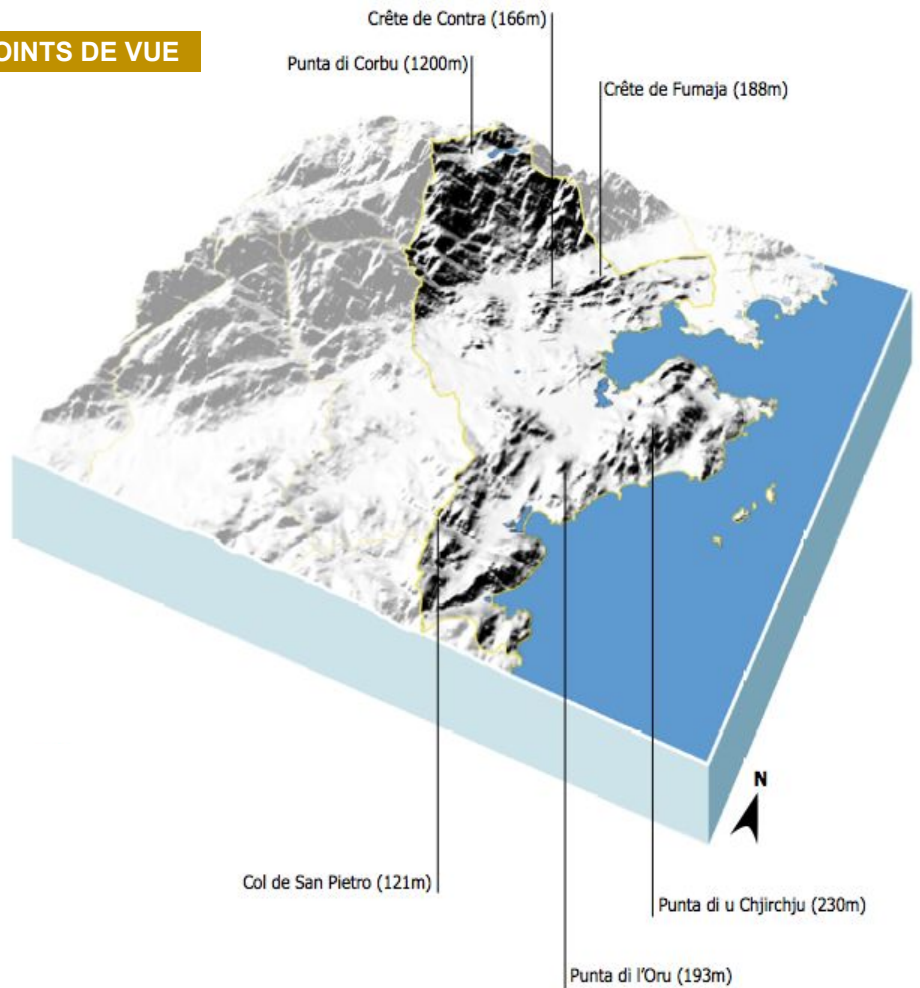 Crête de Contra (166m)
OINTS DE VUE
Punta di Corbu (1200m)
Crête de Fumaja (188m)
N
Col de San Pietro (121m)
Punta di u Chjirchju (230m)
Punta di l'Oru (193m)